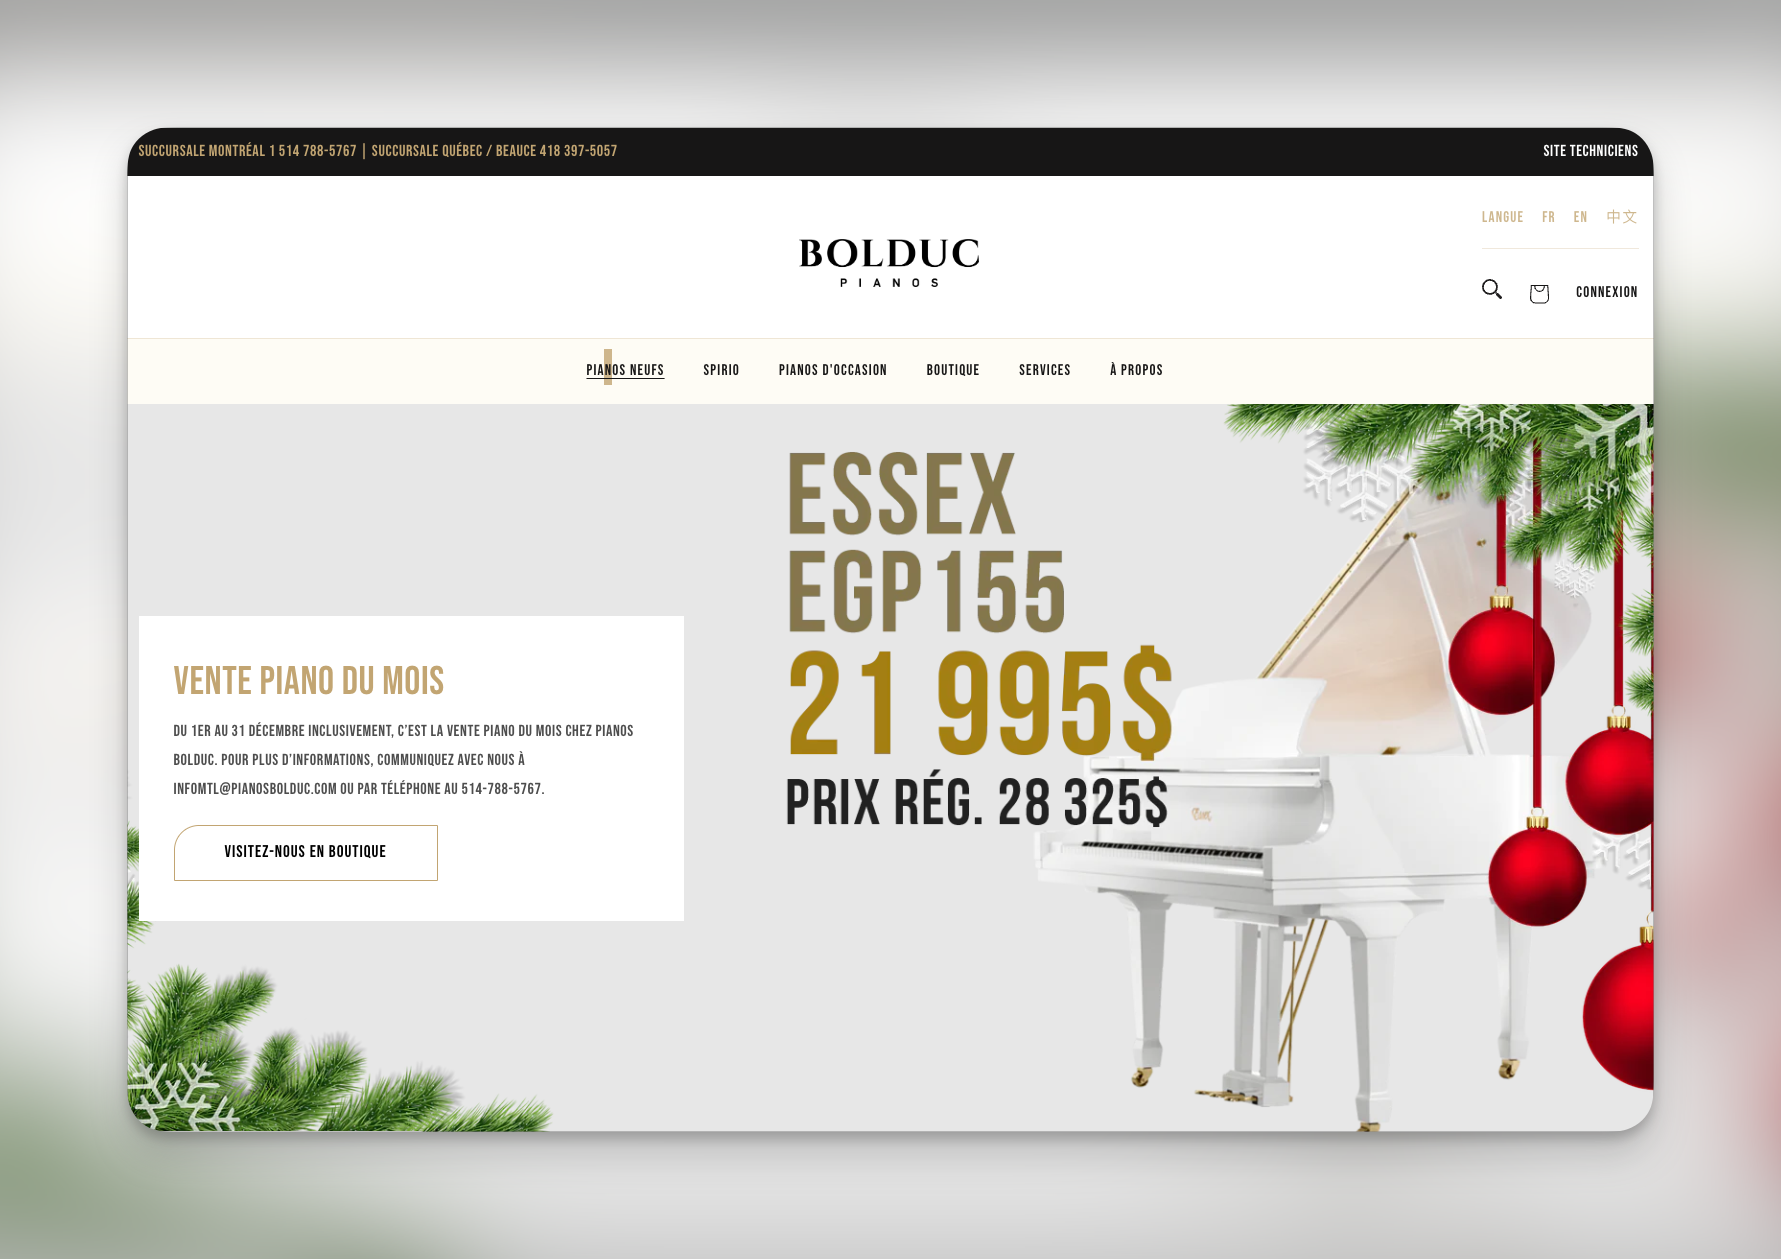 SUCCURSALE MONTRÉAL 1 514 788-5767 | SUCCURSALE QUÉBEC / BEAUCE 418 397-5057
SITE TECHNICIENS
LANGUE FR EN 中文
BOLDUC
PIANOS
CONNEXION
PIANOS NEUFS SPIRIO PIANOS D'OCCASION BOUTIQUE SERVICES À PROPOS
ESSEX
EGP155
21 995$
PRIX RÉG. 28 325$
VENTE PIANO DU MOIS
DU 1ER AU 31 DÉCEMBRE INCLUSIVEMENT, C'EST LA VENTE PIANO DU MOIS CHEZ PIANOS
BOLDUC. POUR PLUS D'INFORMATIONS, COMMUNIQUEZ AVEC NOUS À
INFOMTL@PIANOSBOLDUC.COM OU PAR TÉLÉPHONE AU 514-788-5767.
VISITEZ-NOUS EN BOUTIQUE